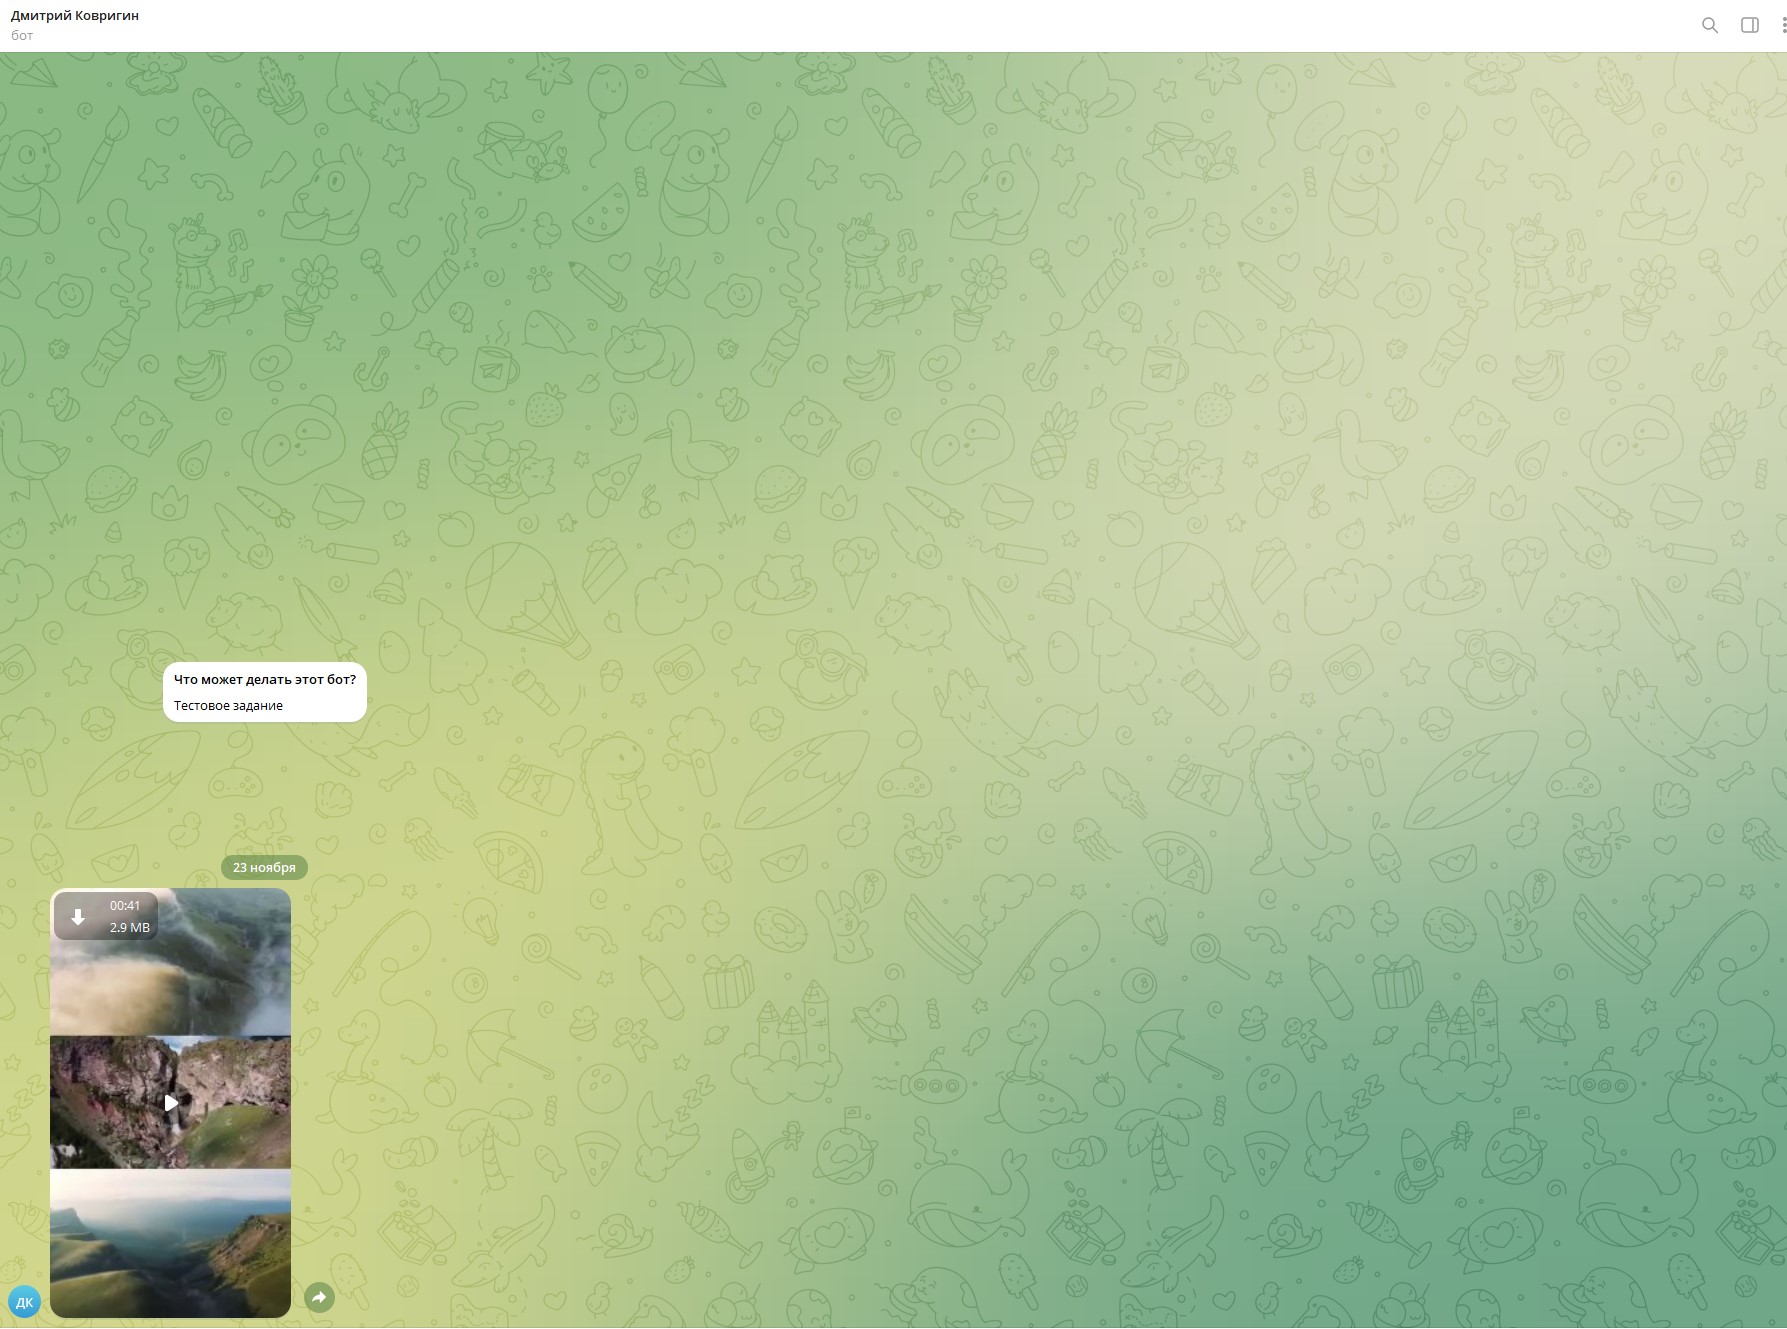 Дмитрий Ковригин
бот
Что может делать этот бот?
Тестовое задание
23 ноября
00:41
2.9 MB
ДК